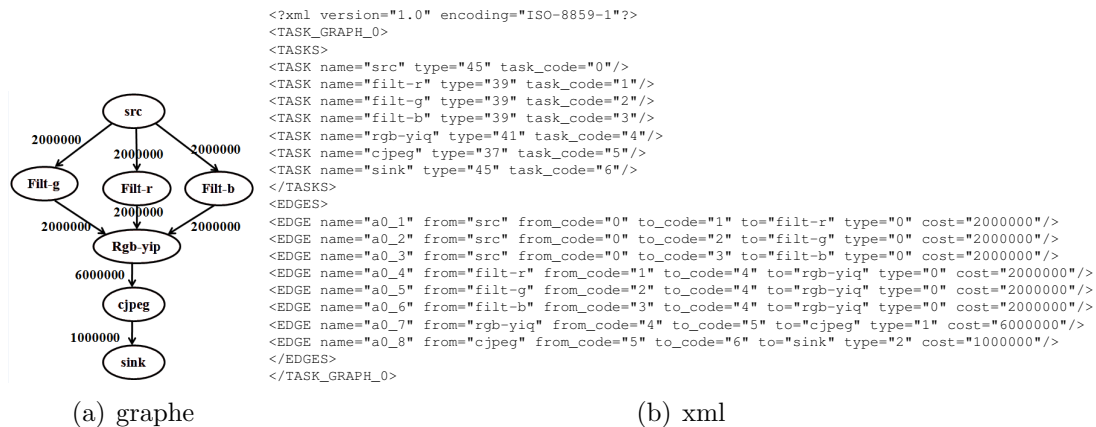 src
2000000
2000000
2000000
Filt-g
Filt-r
Filt-b
2000000
2000000
2000000
Rgb-yip
6000000
cjpeg
1000000
sink
(a) graphe
<?xml version="1.0" encoding="ISO-8859-1"?>
<TASK_GRAPH_0>
<TASKS>
<TASK name="src" type="45" task_code="0"/>
<TASK name="filt-r" type="39" task_code="1"/>
<TASK name="filt-g" type="39" task_code="2"/>
<TASK name="filt-b" type="39" task_code="3"/>
<TASK name="rgb-yiq" type="41" task_code="4"/>
<TASK name="cjpeg" type="37" task_code="5"/>
<TASK name="sink" type="45" task_code="6"/>
</TASKS>
<EDGES>
<EDGE name="a0_1" from="src" from_code="0" to_code="1" to="filt-r" type="0" cost="2000000"/>
<EDGE name="a0_2" from="src" from_code="0" to_code="2" to="filt-g" type="0" cost="2000000"/>
<EDGE name="a0_3" from="src" from_code="0" to_code="3" to="filt-b" type="0" cost="2000000"/>
<EDGE name="a0_4" from="filt-r" from_code="1" to_code="4" to="rgb-yiq" type="0" cost="2000000"/>
<EDGE name="a0_5" from="filt-g" from_code="2" to_code="4" to="rgb-yiq" type="0" cost="2000000"/>
<EDGE name="a0_6" from="filt-b" from_code="3" to_code="4" to="rgb-yiq" type="0" cost="2000000"/>
<EDGE name="a0_7" from="rgb-yiq" from_code="4" to_code="5" to="cjpeg" type="1" cost="6000000"/>
<EDGE name="a0_8" from="cjpeg" from_code="5" to_code="6" to="sink" type="2" cost="1000000"/>
</EDGES>
</TASK_GRAPH_0>
(b) xml